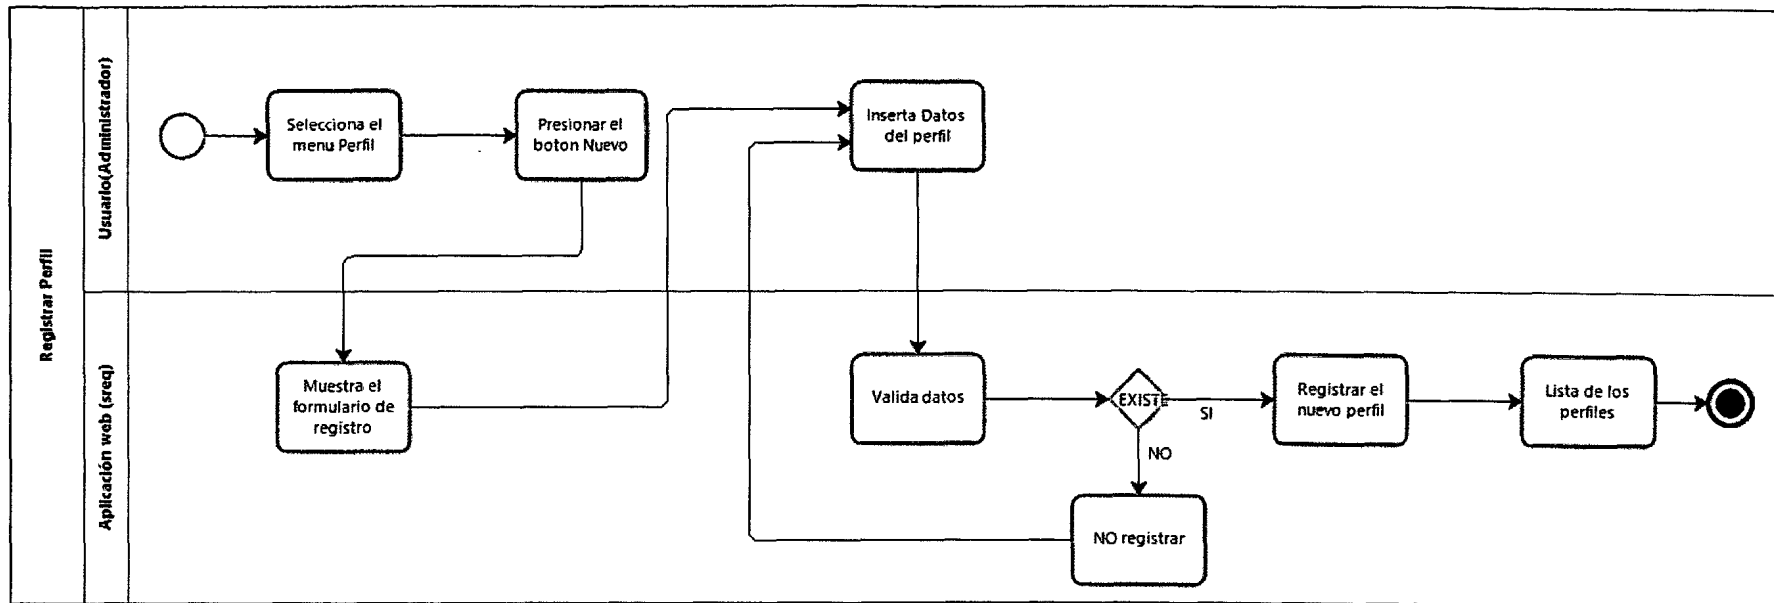 Registrar Perfil
Usuario(Administrador)
Selecciona el
menu Perfil
Presionar el
boton Nuevo
Inserta Datos
del perfil
Aplicación web (sreq)
Muestra el
formulario de
registro
Valida datos
EXISTE
SI
NO
Registrar el
nuevo perfil
Lista de los
perfiles
NO registrar